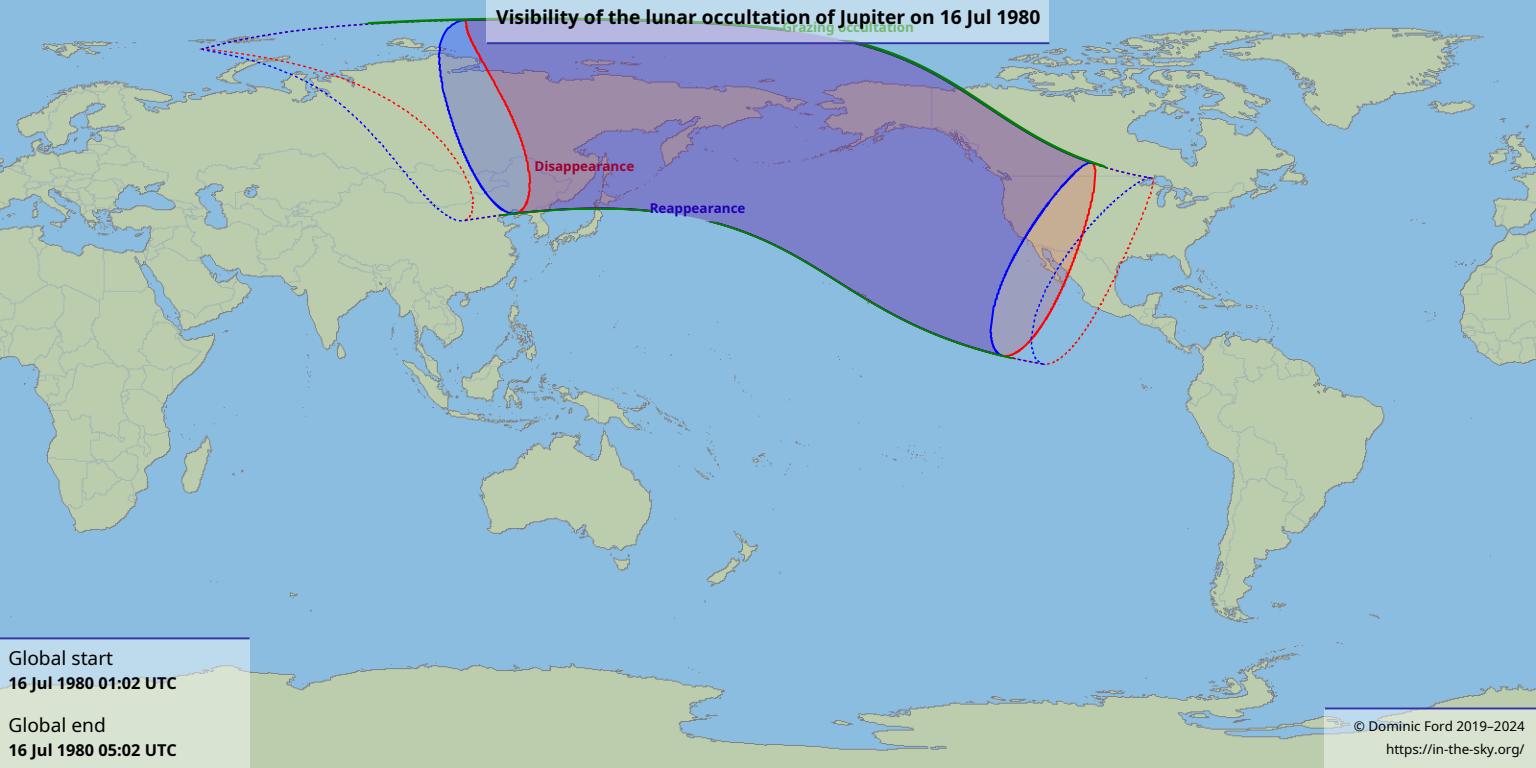 Visibility of the lunar occultation of Jupiter on 16 Jul 1980
Grazing occultation
Disappearance
Reappearance
Global start
16 Jul 1980 01:02 UTC
Global end
16 Jul 1980 05:02 UTC
© Dominic Ford 2019–2024
https://in-the-sky.org/